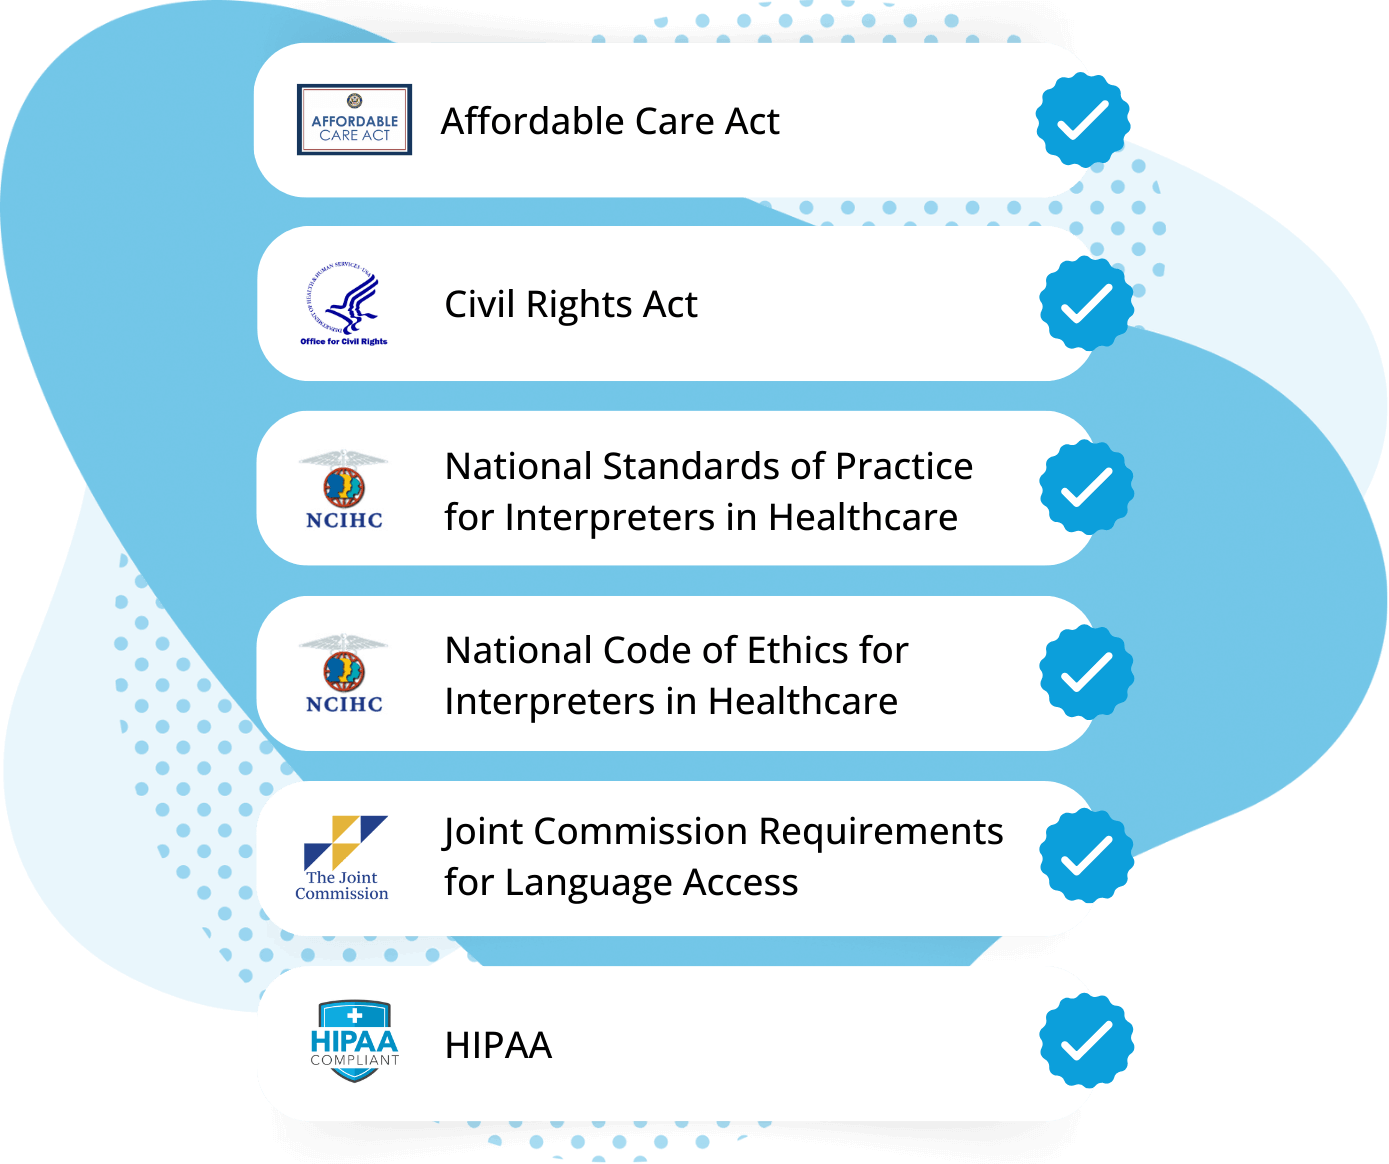 AFFORDABLE
CARE ACT
Affordable Care Act
DEPARTMENT OF HEALTH & HUMAN SERVICES · USA
Office for Civil Rights
Civil Rights Act
NCIHC
National Standards of Practice
for Interpreters in Healthcare
NCIHC
National Code of Ethics for
Interpreters in Healthcare
The Joint
Commission
Joint Commission Requirements
for Language Access
HIPAA
COMPLIANT
HIPAA